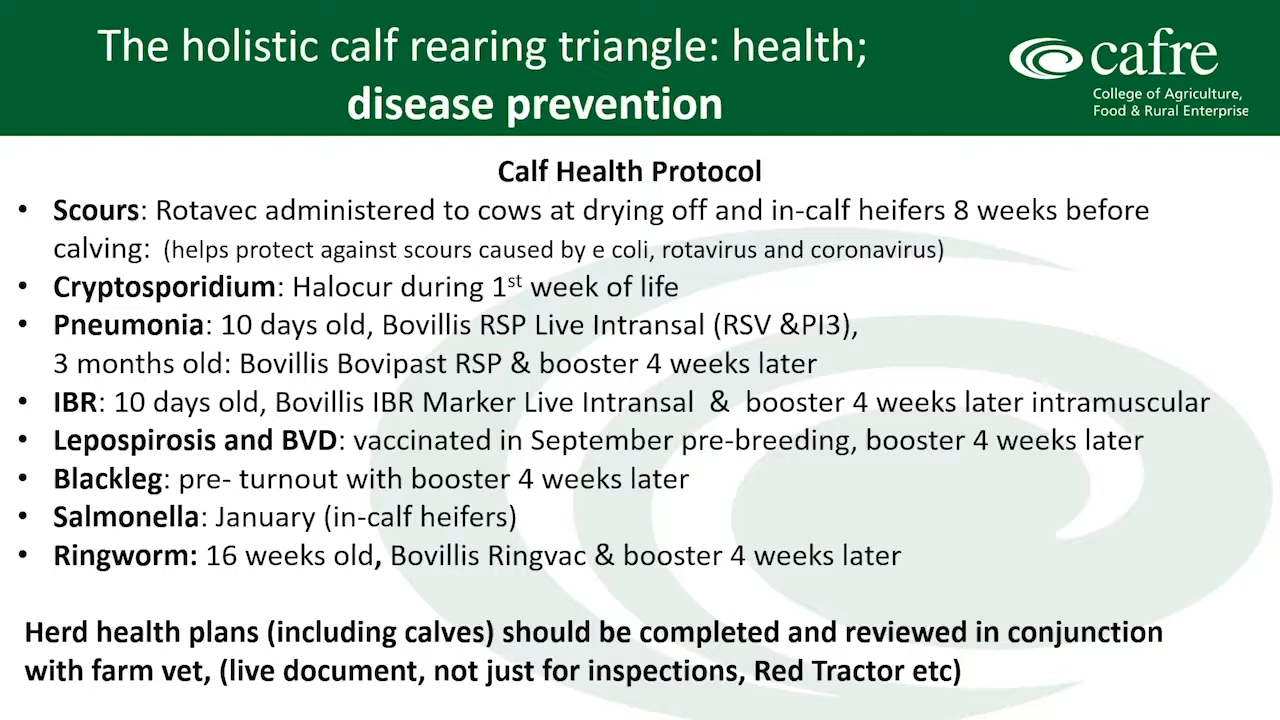 The holistic calf rearing triangle: health;
disease prevention
cafre
College of Agriculture,
Food & Rural Enterprise
Calf Health Protocol
• Scours: Rotavec administered to cows at drying off and in-calf heifers 8 weeks before
calving: (helps protect against scours caused by e coli, rotavirus and coronavirus)
• Cryptosporidium: Halocur during 1st week of life
• Pneumonia: 10 days old, Bovillis RSP Live Intransal (RSV &PI3),
3 months old: Bovillis Bovipast RSP & booster 4 weeks later
• IBR: 10 days old, Bovillis IBR Marker Live Intransal & booster 4 weeks later intramuscular
• Lepospirosis and BVD: vaccinated in September pre-breeding, booster 4 weeks later
• Blackleg: pre- turnout with booster 4 weeks later
• Salmonella: January (in-calf heifers)
• Ringworm: 16 weeks old, Bovillis Ringvac & booster 4 weeks later
Herd health plans (including calves) should be completed and reviewed in conjunction
with farm vet, (live document, not just for inspections, Red Tractor etc)